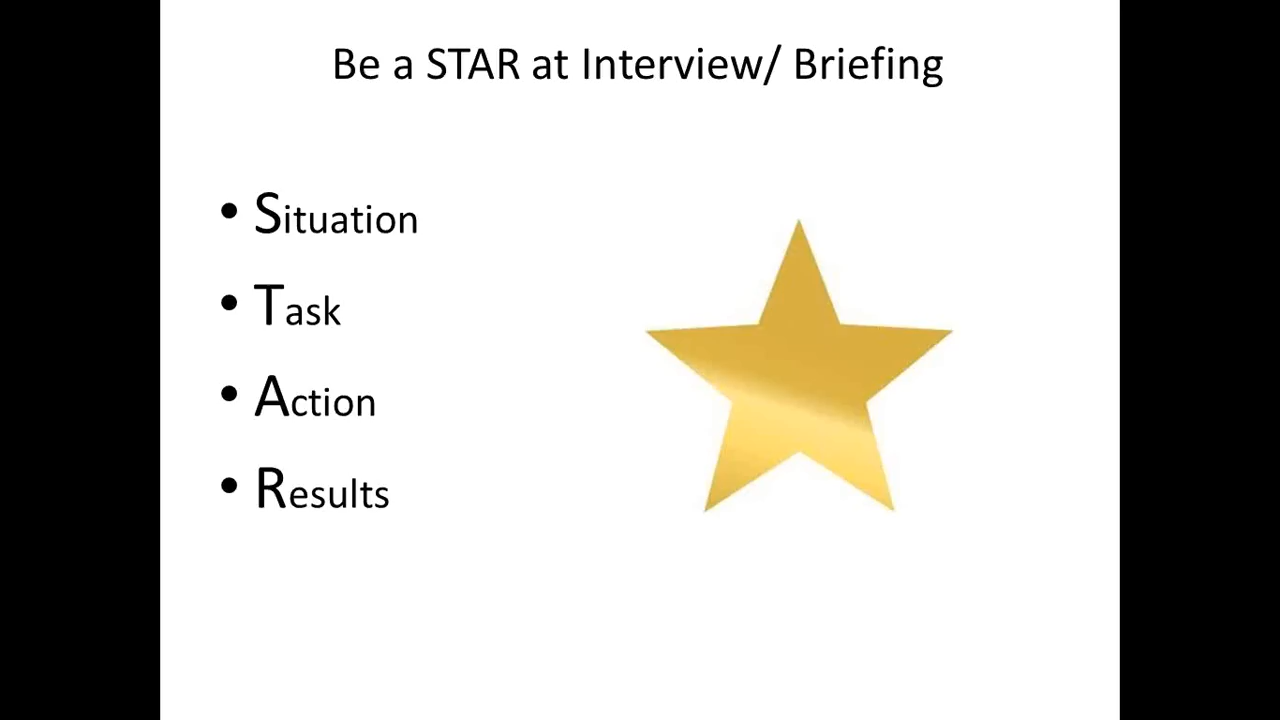 Be a STAR at Interview/ Briefing
• Situation
• Task
• Action
• Results